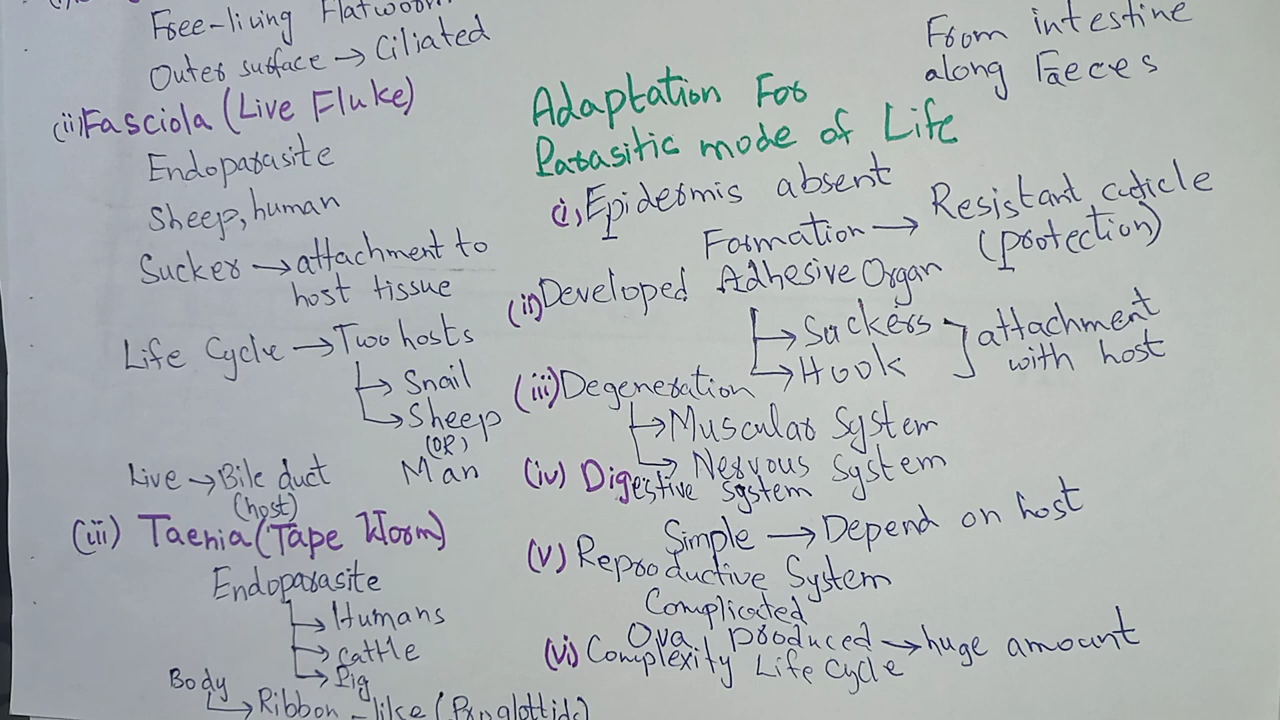 Free-living Flatworm
Outer surface → Ciliated
(ii) Fasciola (Live Fluke)
Endoparasite
Sheep, human
Sucker → attachment to
host tissue
Life Cycle → Two hosts
→ Snail
→ Sheep
(OR)
Man
Live → Bile duct
(host)
(iii) Taenia (Tape Worm)
Endoparasite
→ Humans
→ cattle
→ Pig
Body
→ Ribbon-like (Proglottids)
From intestine
along Faeces
Adaptation For
Parasitic mode of Life
(i) Epidermis absent
Formation → Resistant cuticle
(protection)
(ii) Developed Adhesive Organ
→ Suckers
→ Hook
] attachment
with host
(iii) Degeneration
→ Muscular System
→ Nervous System
(iv) Digestive System
Simple → Depend on host
(v) Reproductive System
Complicated
Ova produced → huge amount
(vi) Complexity Life Cycle